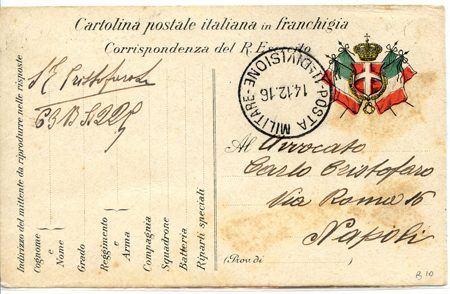 Cartolina postale italiana in franchigia
Corrispondenza del R. Esercito
POSTA MILITARE - DIVISIONE
14.12.16
Indirizzo del mittente da riprodurre nelle risposte
Cognome
e
Nome
Grado
Reggimento
e
Arma
Compagnia
Squadrone
Batteria
Riparti speciali
Al Avvocato
Carlo Cristofaro
Via Roma 16
Napoli
(Prov. di
B 10